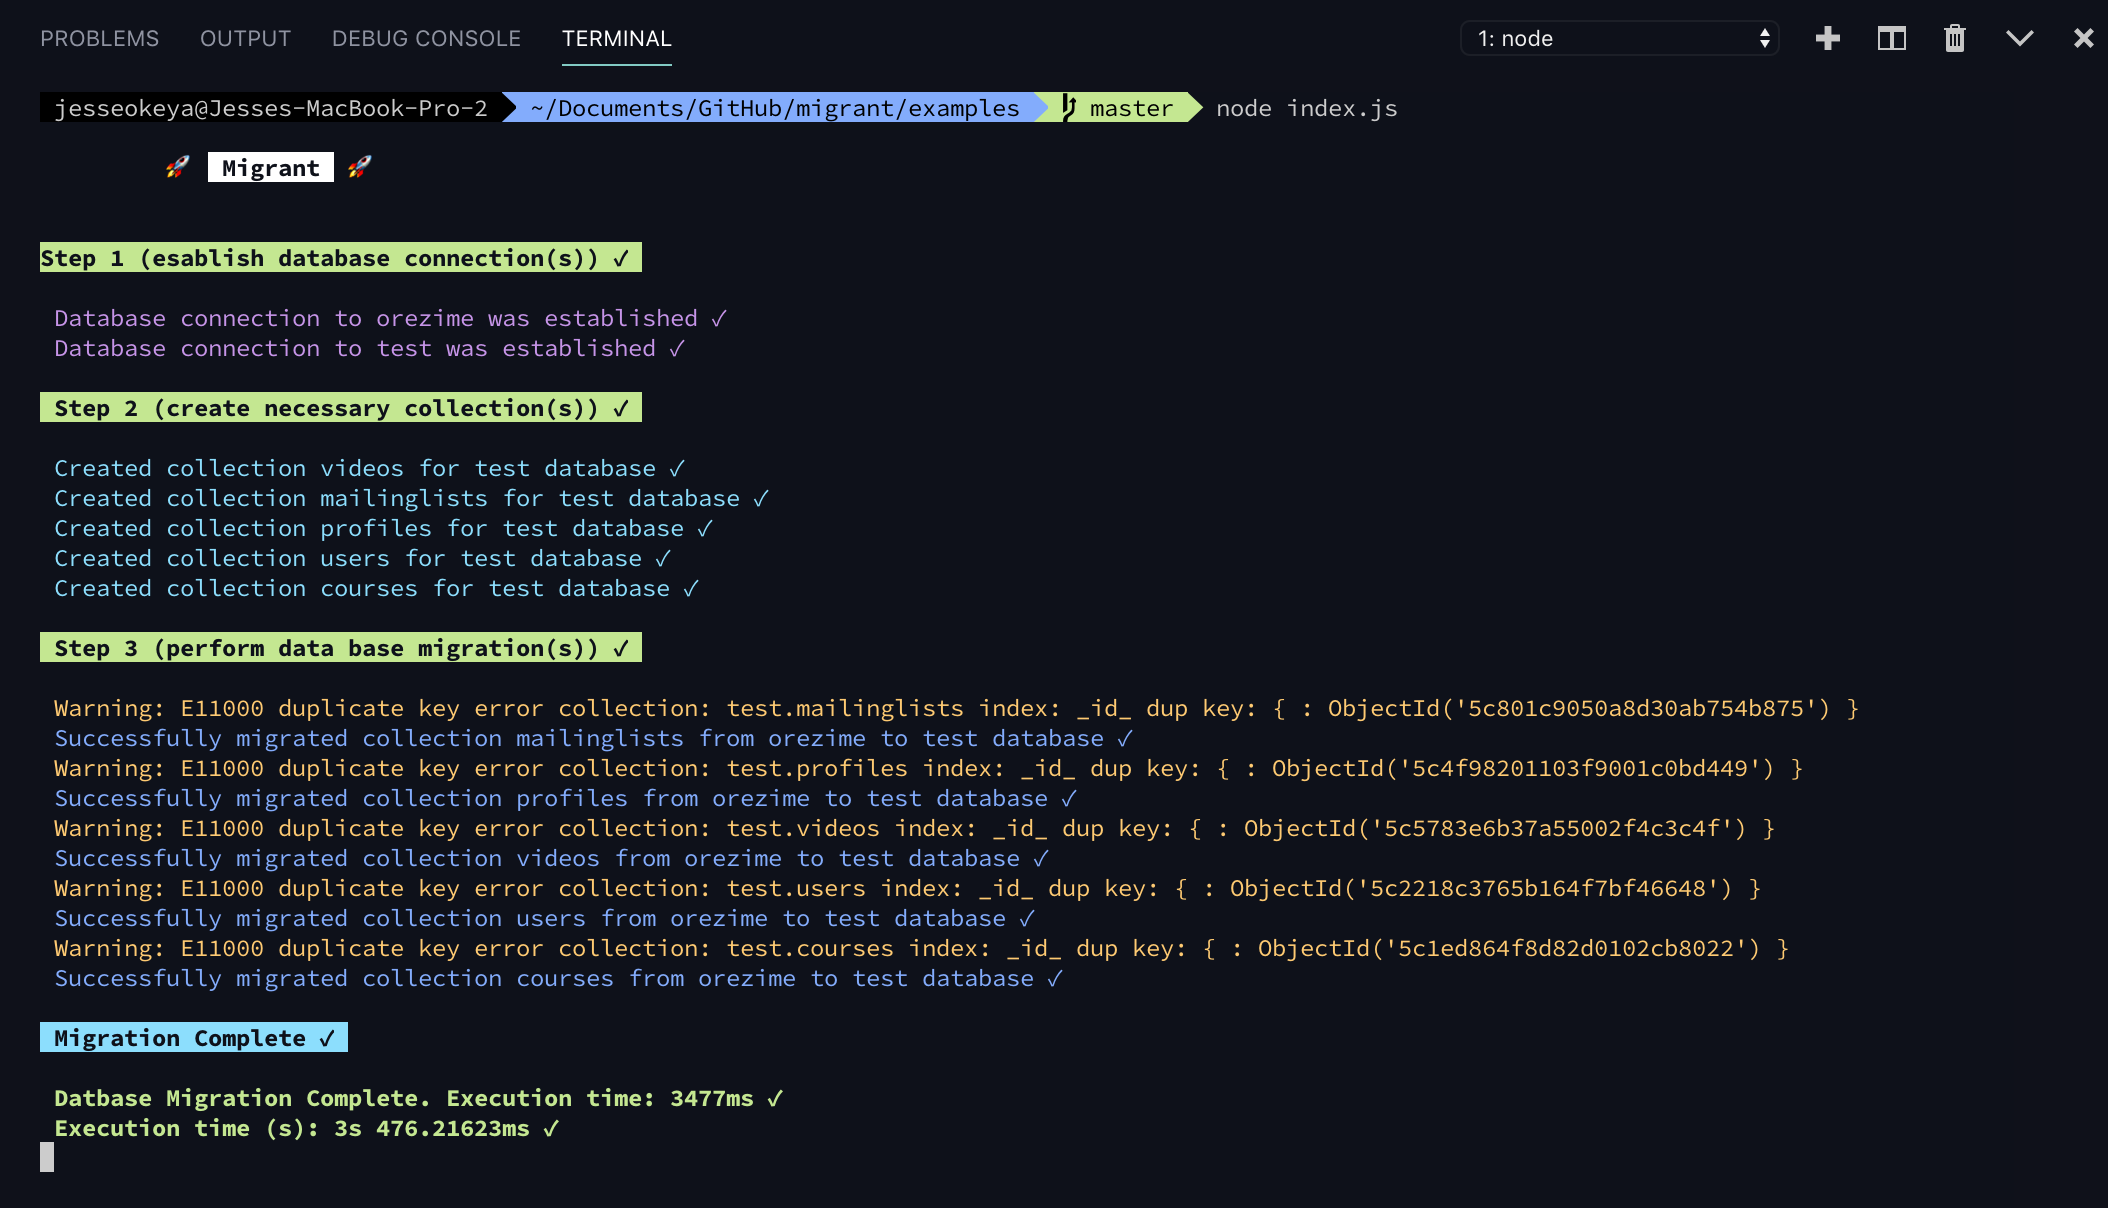 PROBLEMS OUTPUT DEBUG CONSOLE TERMINAL 1: node
jesseokeya@Jesses-MacBook-Pro-2 ~/Documents/GitHub/migrant/examples master node index.js
🚀 Migrant 🚀
Step 1 (esablish database connection(s)) ✓
Database connection to orezime was established ✓
Database connection to test was established ✓
Step 2 (create necessary collection(s)) ✓
Created collection videos for test database ✓
Created collection mailinglists for test database ✓
Created collection profiles for test database ✓
Created collection users for test database ✓
Created collection courses for test database ✓
Step 3 (perform data base migration(s)) ✓
Warning: E11000 duplicate key error collection: test.mailinglists index: _id_ dup key: { : ObjectId('5c801c9050a8d30ab754b875') }
Successfully migrated collection mailinglists from orezime to test database ✓
Warning: E11000 duplicate key error collection: test.profiles index: _id_ dup key: { : ObjectId('5c4f98201103f9001c0bd449') }
Successfully migrated collection profiles from orezime to test database ✓
Warning: E11000 duplicate key error collection: test.videos index: _id_ dup key: { : ObjectId('5c5783e6b37a55002f4c3c4f') }
Successfully migrated collection videos from orezime to test database ✓
Warning: E11000 duplicate key error collection: test.users index: _id_ dup key: { : ObjectId('5c2218c3765b164f7bf46648') }
Successfully migrated collection users from orezime to test database ✓
Warning: E11000 duplicate key error collection: test.courses index: _id_ dup key: { : ObjectId('5c1ed864f8d82d0102cb8022') }
Successfully migrated collection courses from orezime to test database ✓
Migration Complete ✓
Datbase Migration Complete. Execution time: 3477ms ✓
Execution time (s): 3s 476.21623ms ✓